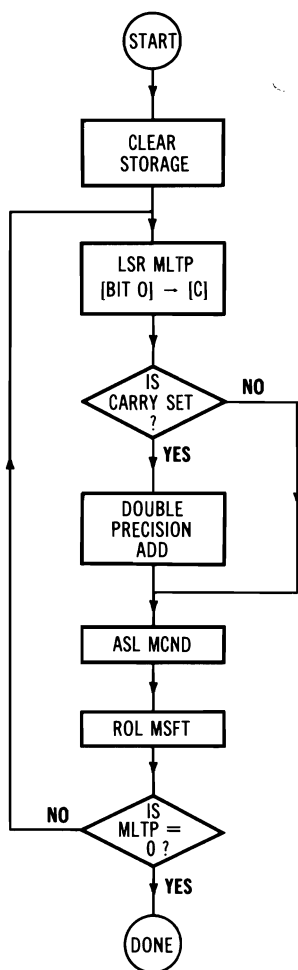 START
CLEAR
STORAGE
LSR MLTP
[BIT 0] → [C]
IS
CARRY SET
?
NO
YES
DOUBLE
PRECISION
ADD
ASL MCND
ROL MSFT
IS
MLTP =
0 ?
NO
YES
DONE